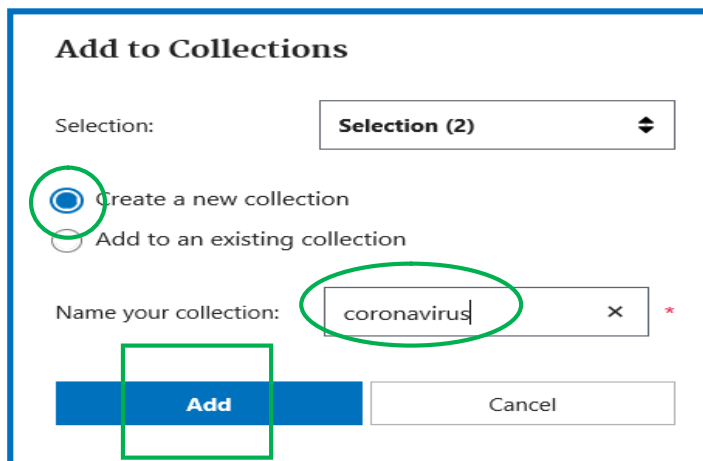 Add to Collections
Selection: Selection (2)
Create a new collection
Add to an existing collection
Name your collection: coronavirus × *
Add Cancel